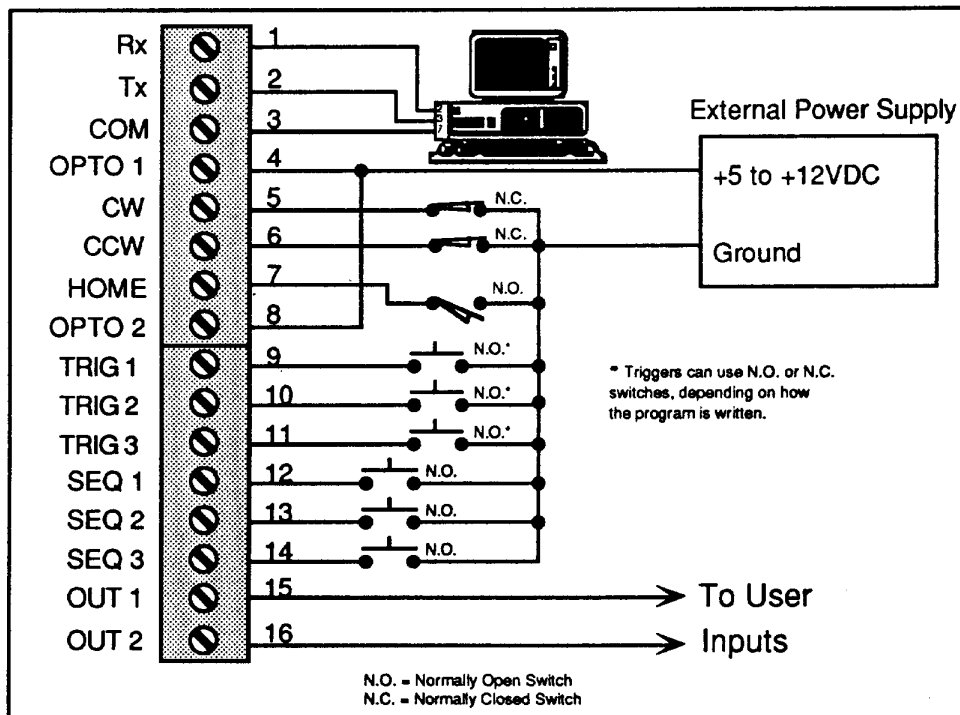 Rx 1
Tx 2
COM 3
OPTO 1 4
CW 5 N.C.
CCW 6 N.C.
HOME 7 N.O.
OPTO 2 8
TRIG 1 9 N.O.*
TRIG 2 10 N.O.*
TRIG 3 11 N.O.*
SEQ 1 12 N.O.
SEQ 2 13 N.O.
SEQ 3 14 N.O.
OUT 1 15 To User
OUT 2 16 Inputs
External Power Supply
+5 to +12VDC
Ground
* Triggers can use N.O. or N.C.
switches, depending on how
the program is written.
N.O. = Normally Open Switch
N.C. = Normally Closed Switch